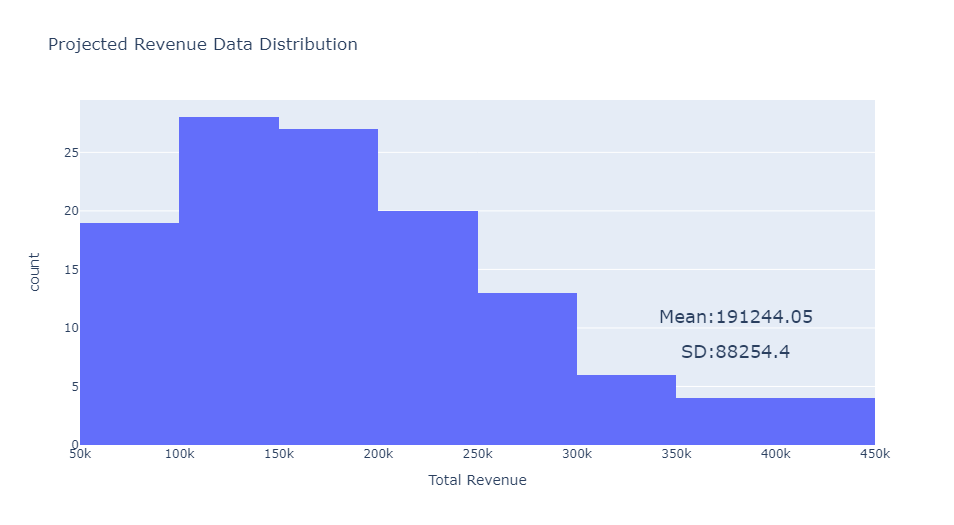 Projected Revenue Data Distribution
25
20
15
10
5
0
count
Mean:191244.05
SD:88254.4
50k 100k 150k 200k 250k 300k 350k 400k 450k
Total Revenue